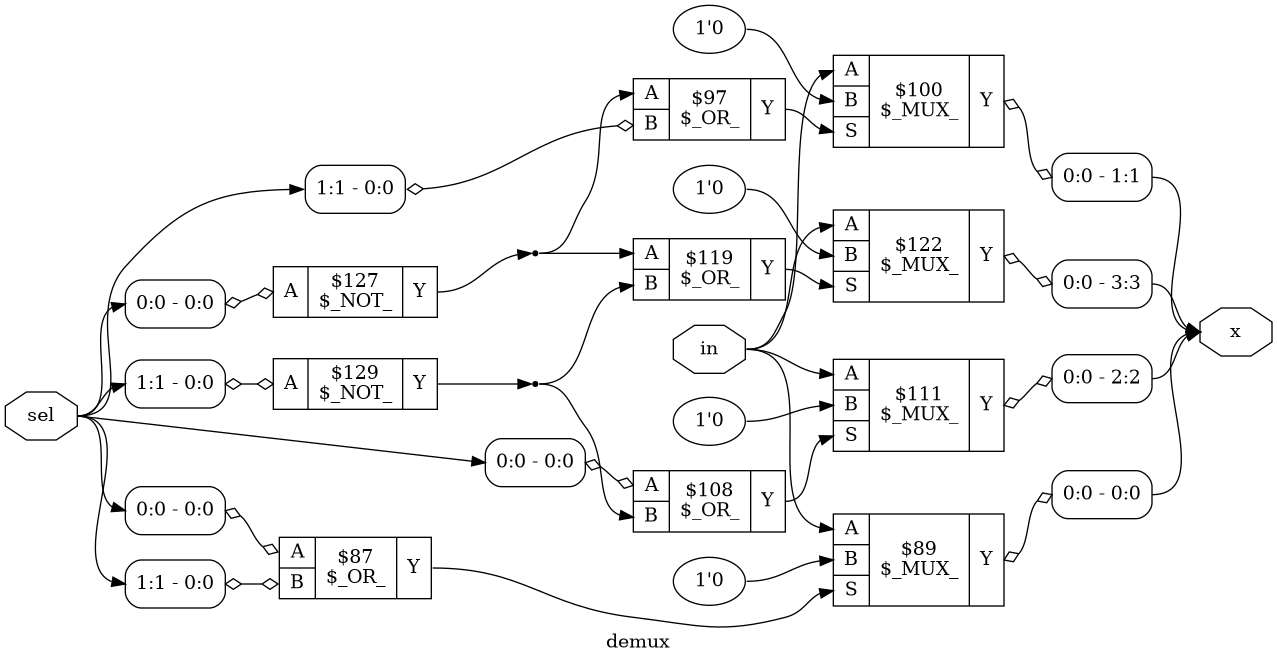 1'0
A
B
S
$100
$_MUX_
Y
A
B
$97
$_OR_
Y
1:1 - 0:0
0:0 - 1:1
1'0
A
B
S
$122
$_MUX_
Y
A
B
$119
$_OR_
Y
0:0 - 0:0
A
$127
$_NOT_
Y
0:0 - 3:3
x
in
1:1 - 0:0
A
$129
$_NOT_
Y
A
B
S
$111
$_MUX_
Y
0:0 - 2:2
1'0
sel
0:0 - 0:0
A
B
$108
$_OR_
Y
0:0 - 0:0
0:0 - 0:0
1:1 - 0:0
A
B
$87
$_OR_
Y
1'0
A
B
S
$89
$_MUX_
Y
demux